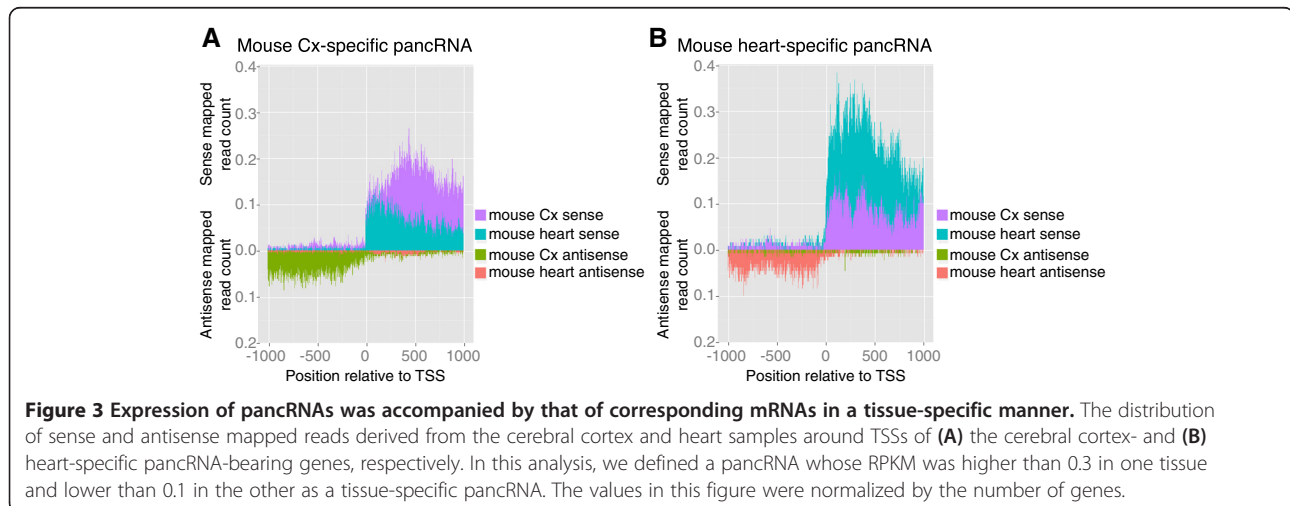 A
Mouse Cx-specific pancRNA
Sense mapped
read count
Antisense mapped
read count
0.4
0.3
0.2
0.1
0.0
0.1
0.2
-1000
-500
0
500
1000
Position relative to TSS
mouse Cx sense
mouse heart sense
mouse Cx antisense
mouse heart antisense
B
Mouse heart-specific pancRNA
Sense mapped
read count
Antisense mapped
read count
0.4
0.3
0.2
0.1
0.0
0.1
0.2
-1000
-500
0
500
1000
Position relative to TSS
mouse Cx sense
mouse heart sense
mouse Cx antisense
mouse heart antisense
Figure 3 Expression of pancRNAs was accompanied by that of corresponding mRNAs in a tissue-specific manner. The distribution
of sense and antisense mapped reads derived from the cerebral cortex and heart samples around TSSs of (A) the cerebral cortex- and (B)
heart-specific pancRNA-bearing genes, respectively. In this analysis, we defined a pancRNA whose RPKM was higher than 0.3 in one tissue
and lower than 0.1 in the other as a tissue-specific pancRNA. The values in this figure were normalized by the number of genes.